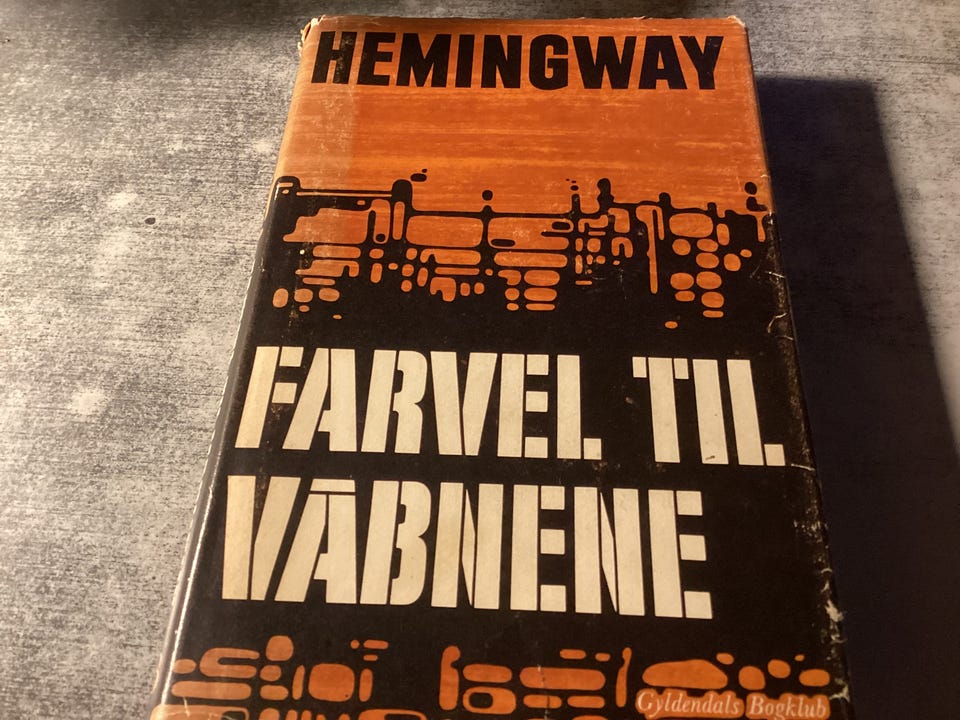 HEMINGWAY
FARVEL TIL
VÅBNENE
Gyldendals Bogklub